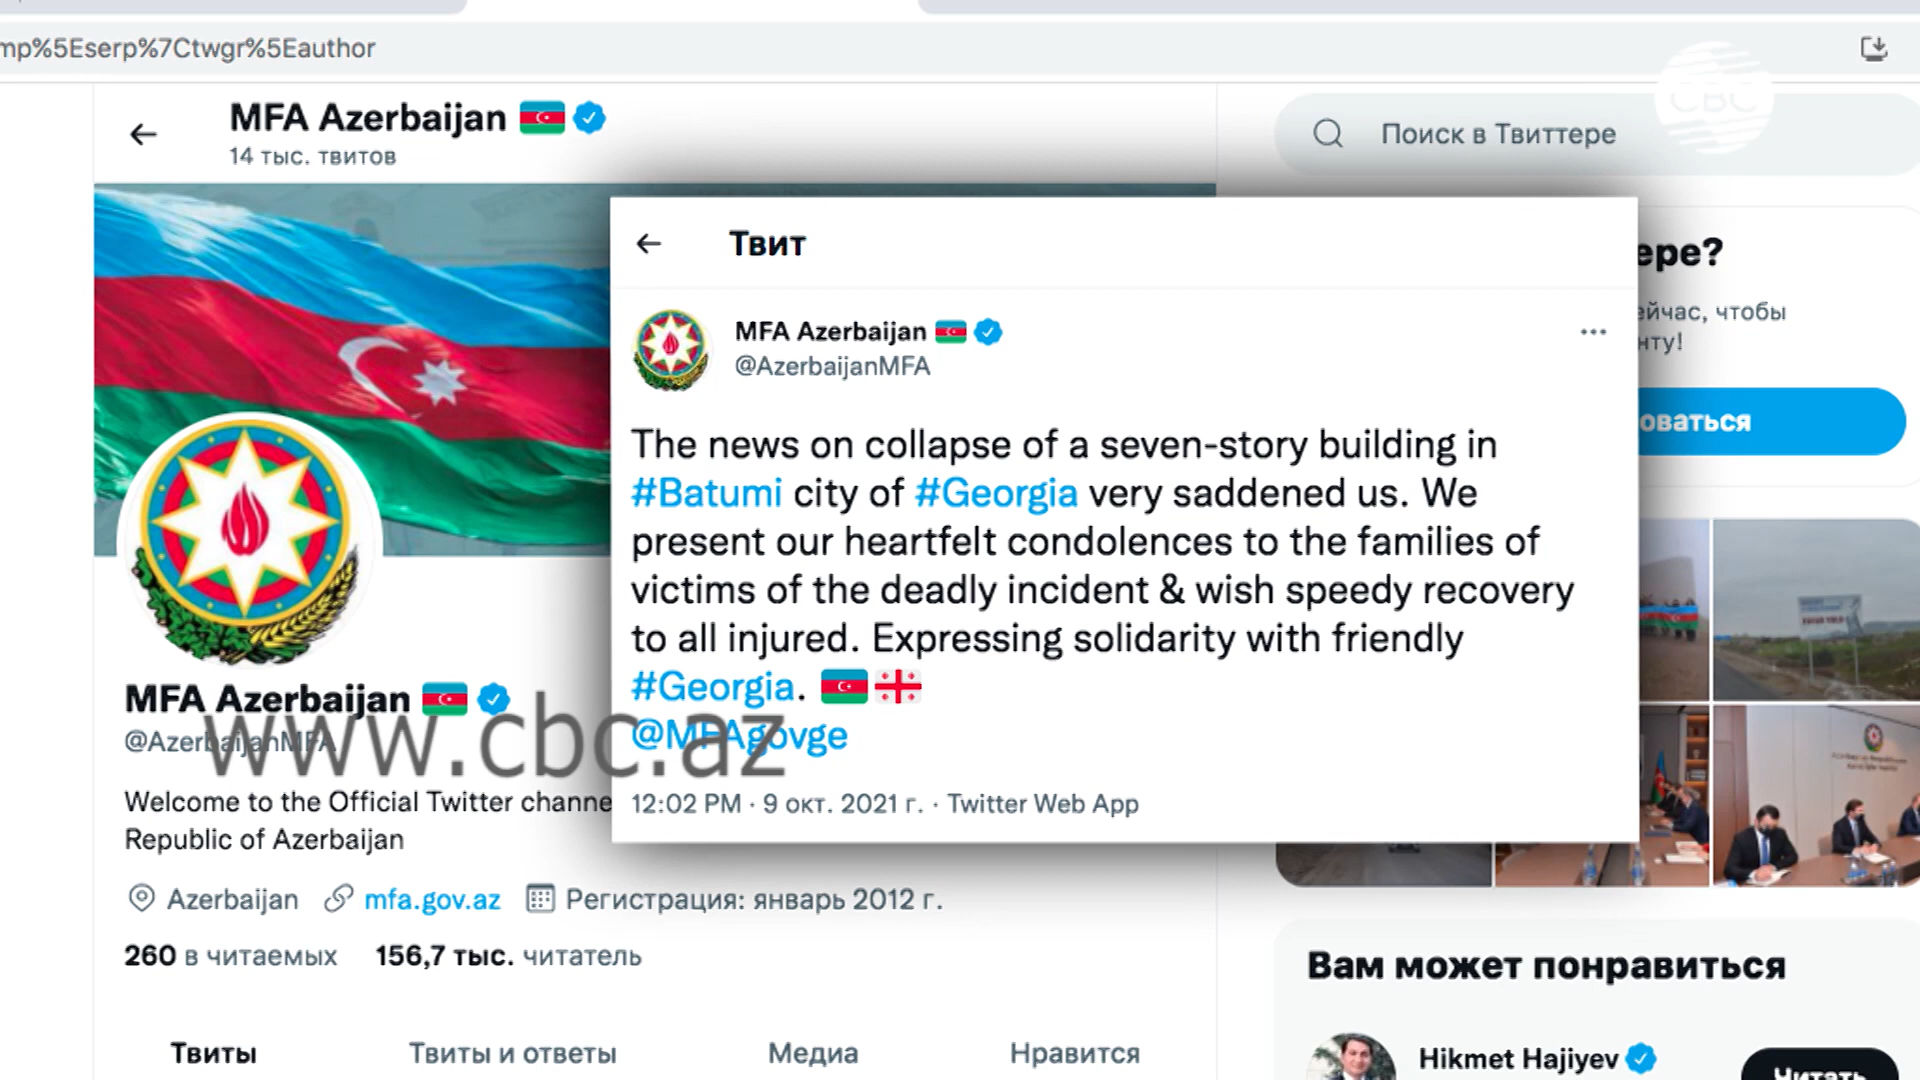 mp%5Eserp%7Ctwgr%5Eauthor
MFA Azerbaijan
14 тыс. твитов
Поиск в Твиттере
CBC
ере?
ейчас, чтобы
нту!
оваться
Твит
MFA Azerbaijan
@AzerbaijanMFA
The news on collapse of a seven-story building in
#Batumi city of #Georgia very saddened us. We
present our heartfelt condolences to the families of
victims of the deadly incident & wish speedy recovery
to all injured. Expressing solidarity with friendly
#Georgia.
@MFAgovge
12:02 PM · 9 окт. 2021 г. · Twitter Web App
MFA Azerbaijan
@AzerbaijanMFA
www.cbc.az
Welcome to the Official Twitter channe
Republic of Azerbaijan
Azerbaijan mfa.gov.az Регистрация: январь 2012 г.
260 в читаемых 156,7 тыс. читатель
Твиты Твиты и ответы Медиа Нравится
Вам может понравиться
Hikmet Hajiyev
Читать